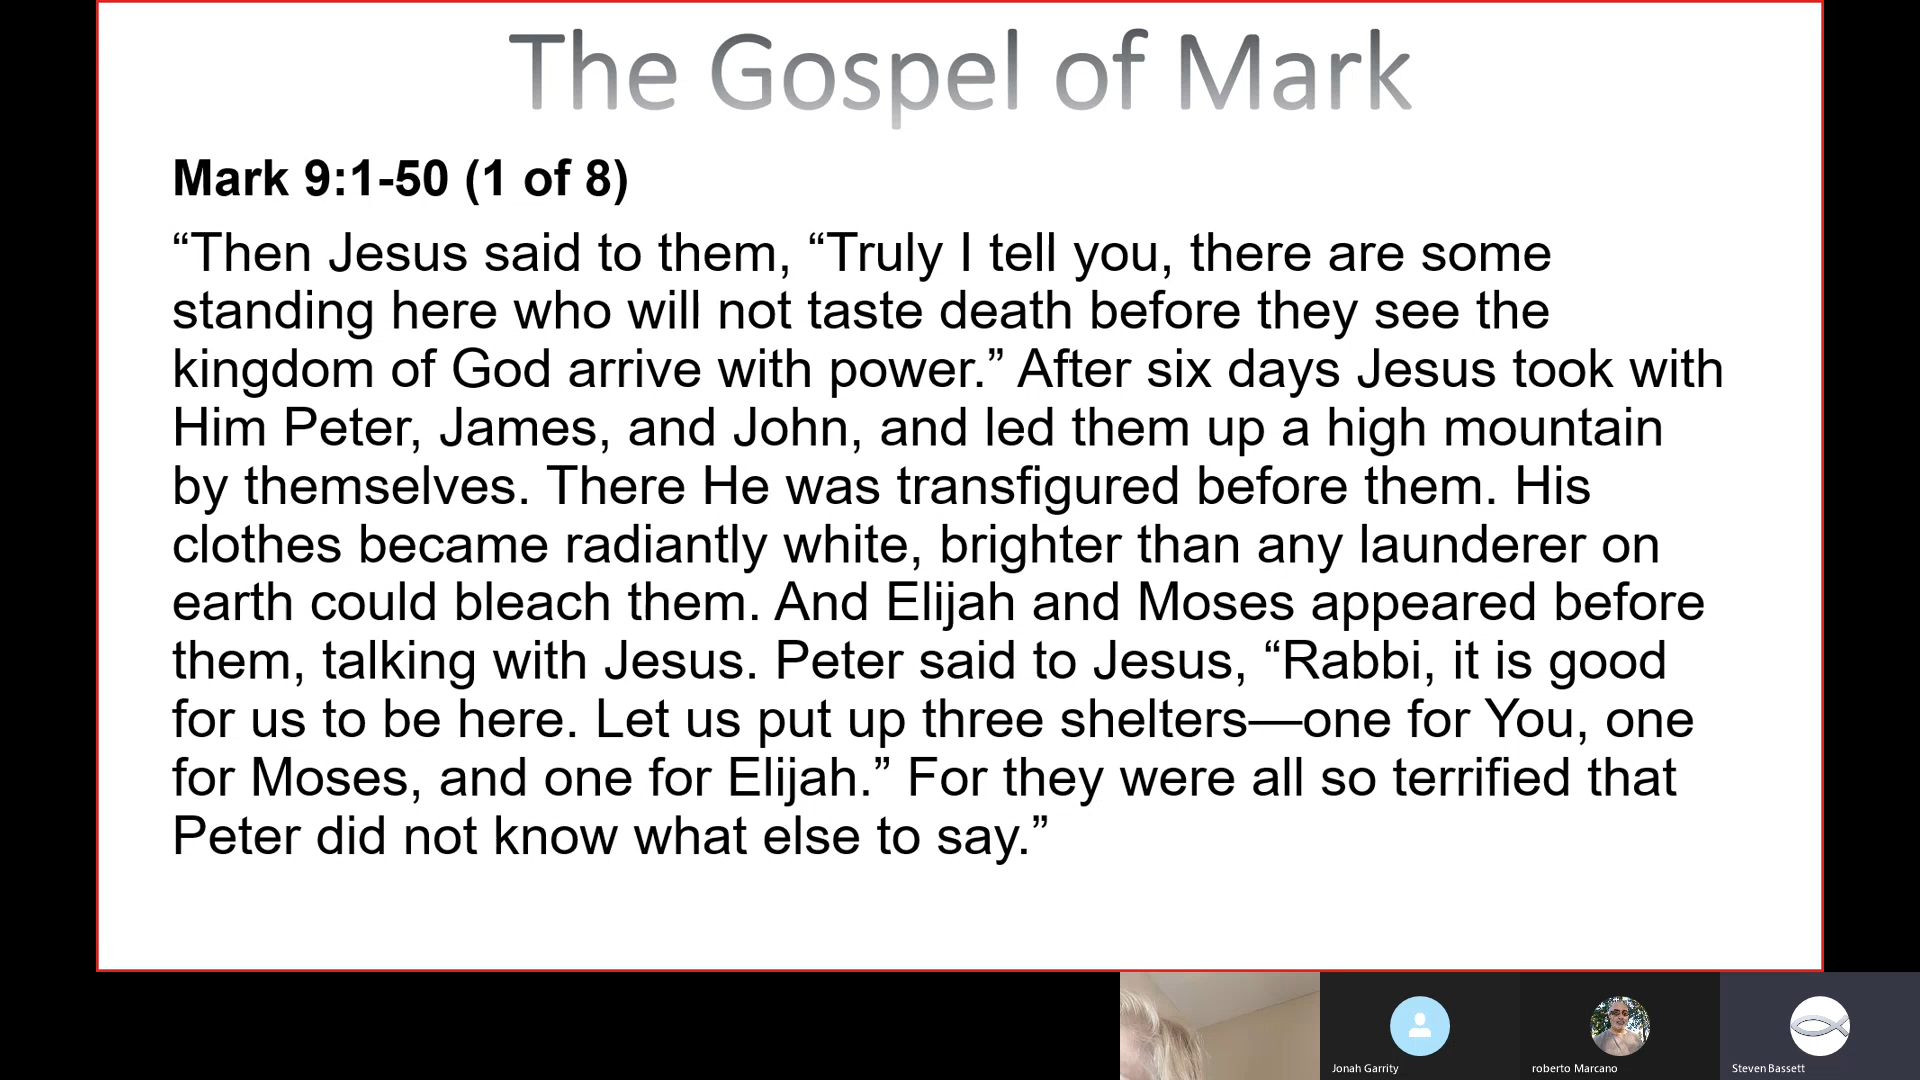 The Gospel of Mark
Mark 9:1-50 (1 of 8)
“Then Jesus said to them, “Truly I tell you, there are some
standing here who will not taste death before they see the
kingdom of God arrive with power.” After six days Jesus took with
Him Peter, James, and John, and led them up a high mountain
by themselves. There He was transfigured before them. His
clothes became radiantly white, brighter than any launderer on
earth could bleach them. And Elijah and Moses appeared before
them, talking with Jesus. Peter said to Jesus, “Rabbi, it is good
for us to be here. Let us put up three shelters—one for You, one
for Moses, and one for Elijah.” For they were all so terrified that
Peter did not know what else to say.”
Jonah Garrity
roberto Marcano
Steven Bassett